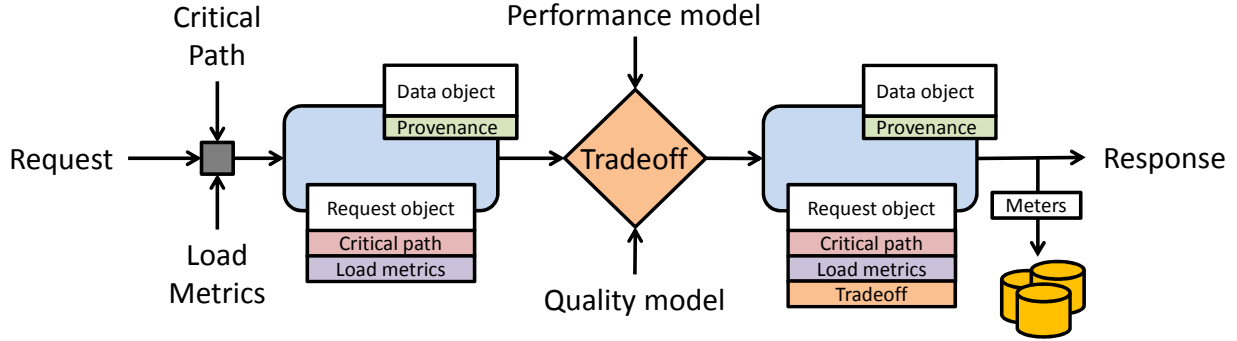 Critical
Path
Performance model
Data object
Provenance
Data object
Provenance
Request
Tradeoff
Response
Request object
Critical path
Load metrics
Request object
Critical path
Load metrics
Tradeoff
Meters
Load
Metrics
Quality model